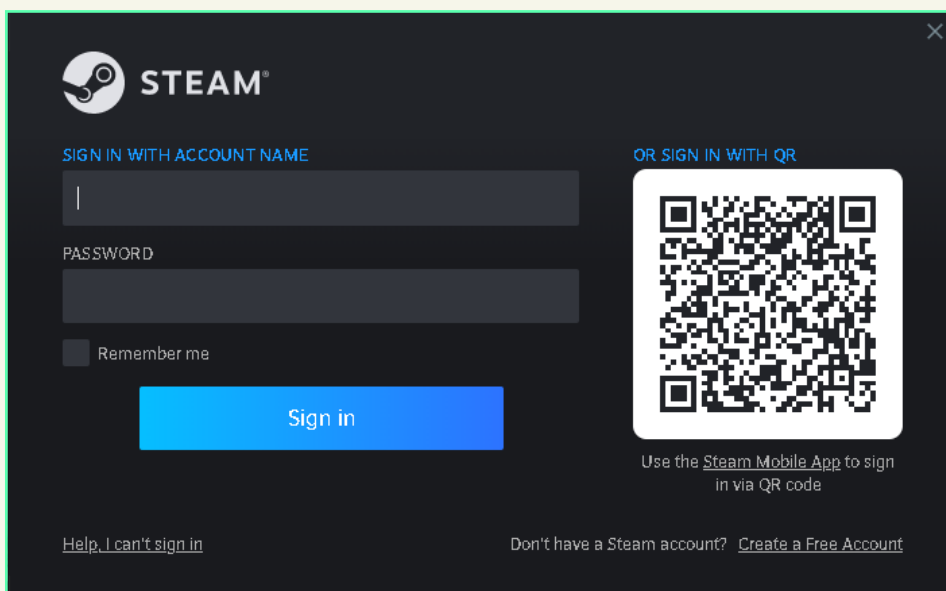 STEAM®
SIGN IN WITH ACCOUNT NAME
PASSWORD
Remember me
Sign in
OR SIGN IN WITH QR
Use the Steam Mobile App to sign
in via QR code
Help, I can't sign in
Don't have a Steam account? Create a Free Account